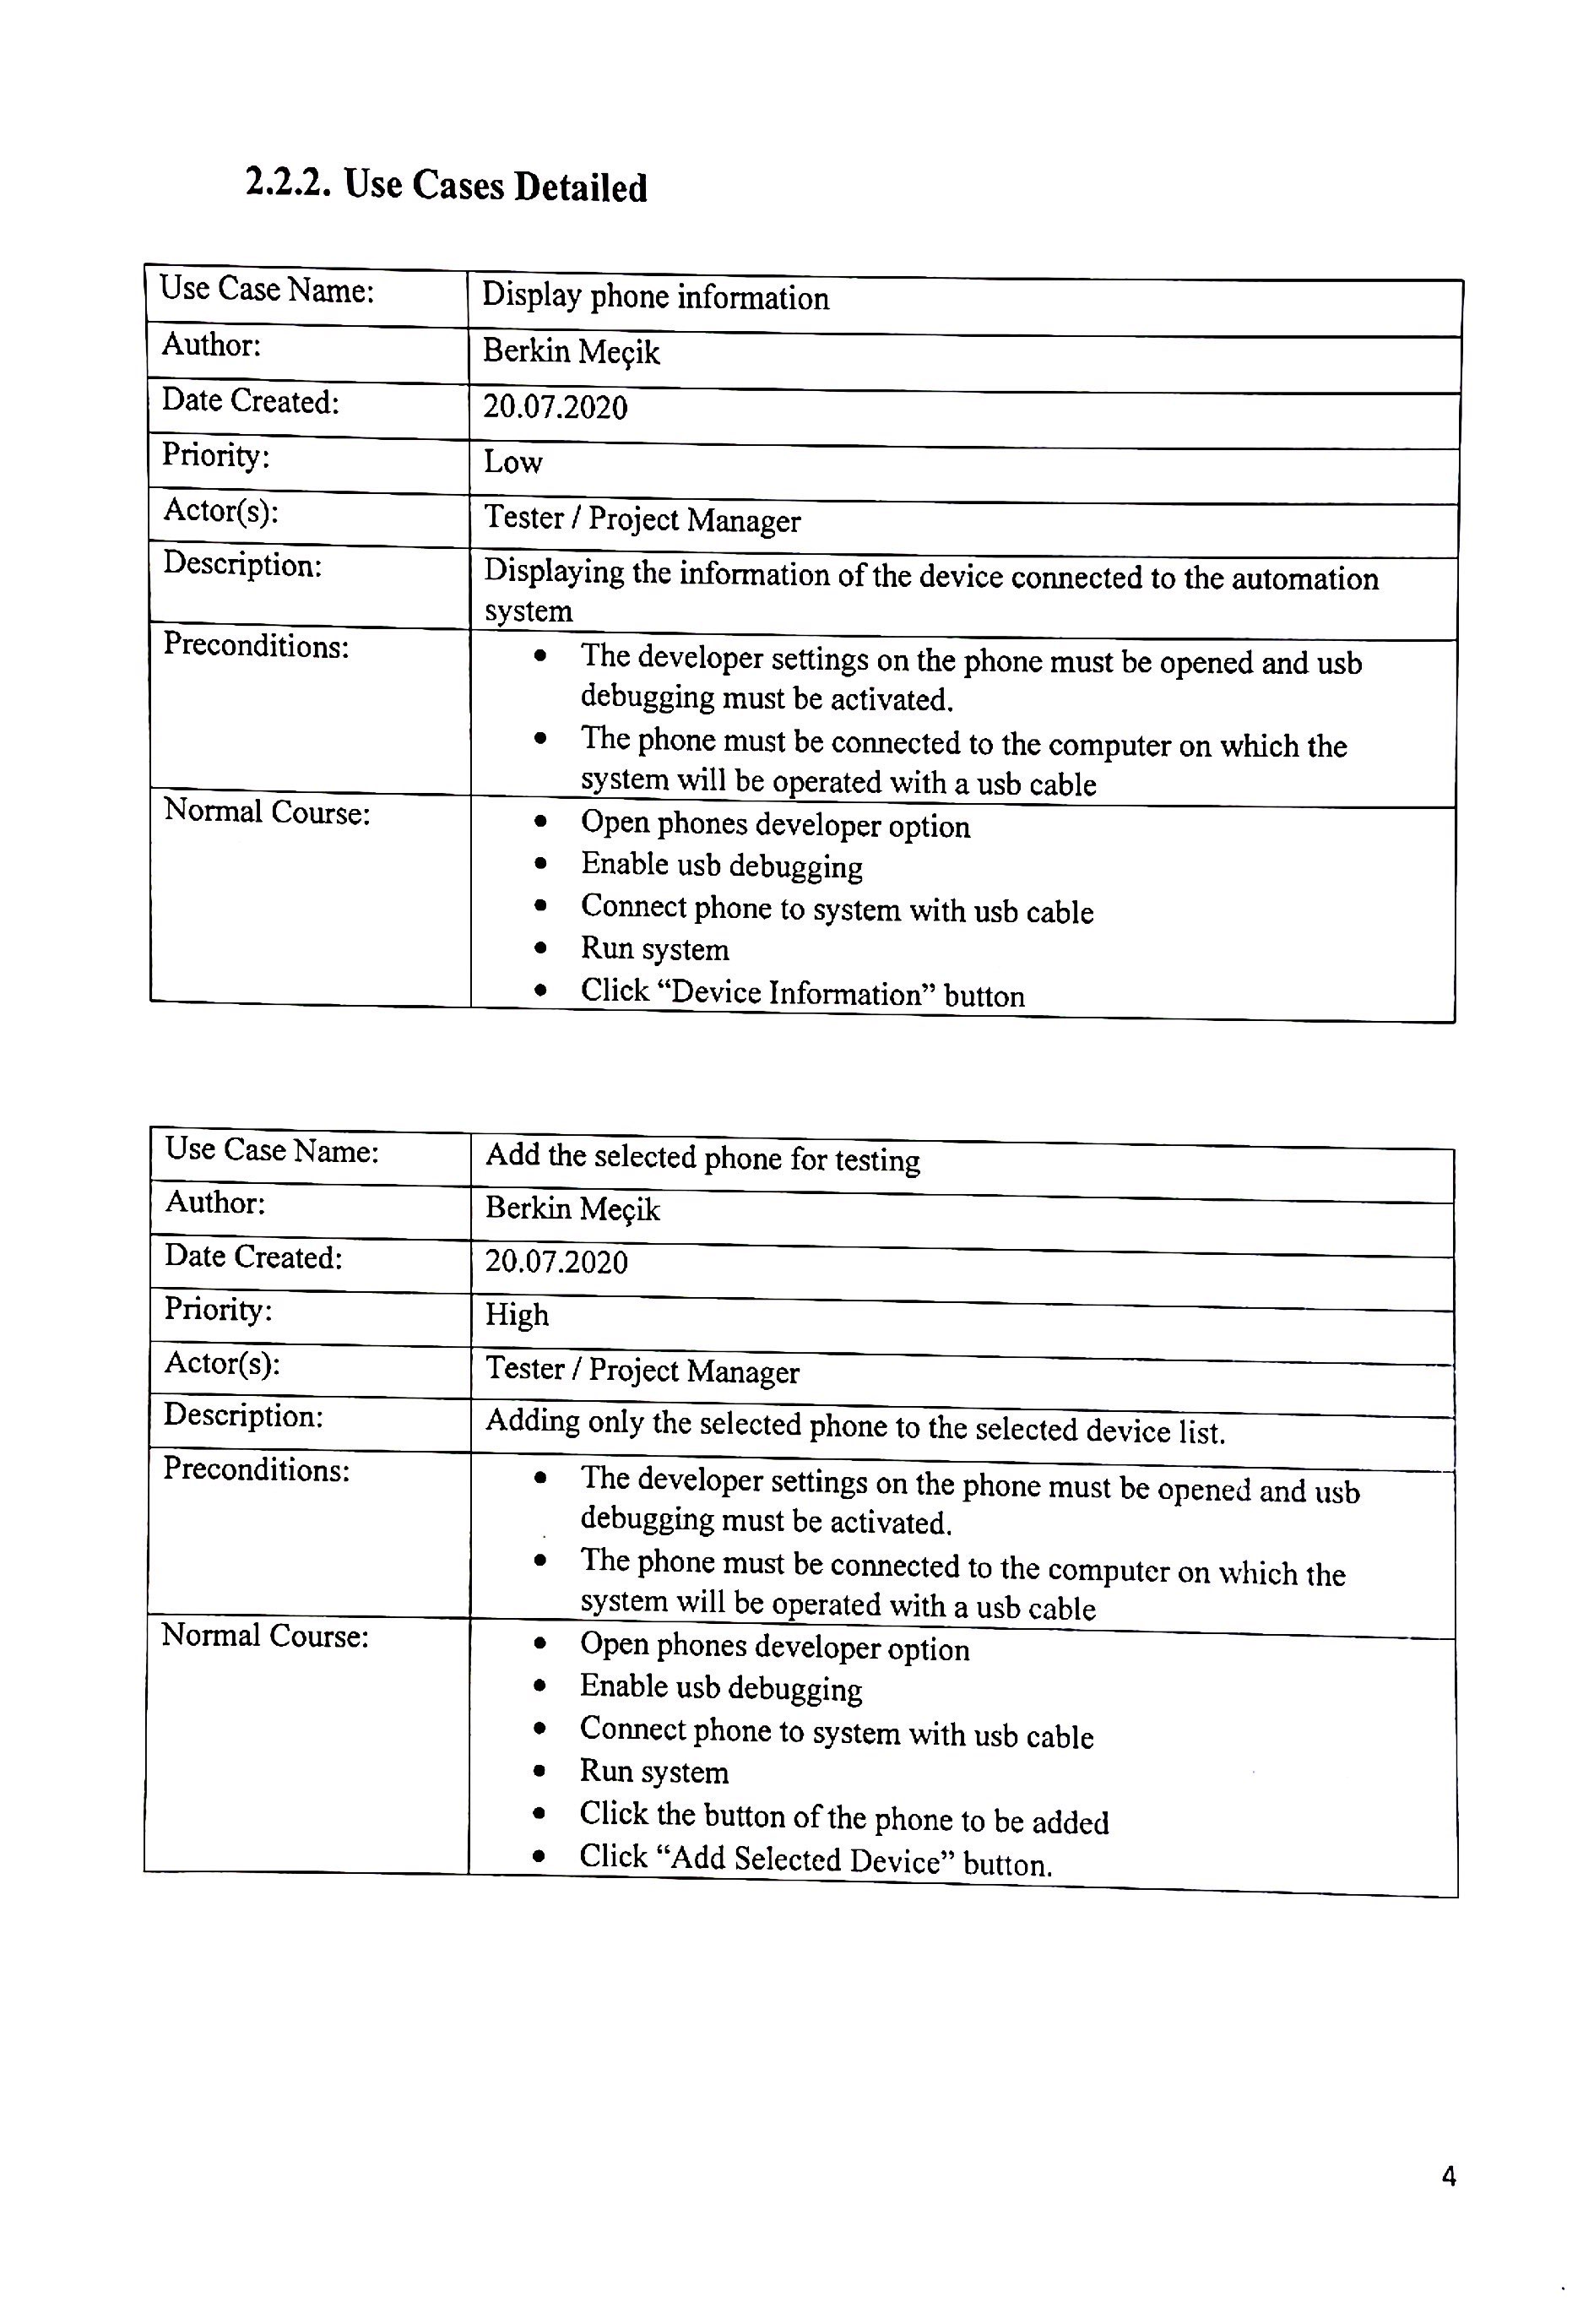 2.2.2. Use Cases Detailed
Use Case Name: Display phone information
Author: Berkin Meçik
Date Created: 20.07.2020
Priority: Low
Actor(s): Tester / Project Manager
Description: Displaying the information of the device connected to the automation
system
Preconditions: • The developer settings on the phone must be opened and usb
debugging must be activated.
• The phone must be connected to the computer on which the
system will be operated with a usb cable
Normal Course: • Open phones developer option
• Enable usb debugging
• Connect phone to system with usb cable
• Run system
• Click “Device Information” button
Use Case Name: Add the selected phone for testing
Author: Berkin Meçik
Date Created: 20.07.2020
Priority: High
Actor(s): Tester / Project Manager
Description: Adding only the selected phone to the selected device list.
Preconditions: • The developer settings on the phone must be opened and usb
debugging must be activated.
• The phone must be connected to the computer on which the
system will be operated with a usb cable
Normal Course: • Open phones developer option
• Enable usb debugging
• Connect phone to system with usb cable
• Run system
• Click the button of the phone to be added
• Click “Add Selected Device” button.
4